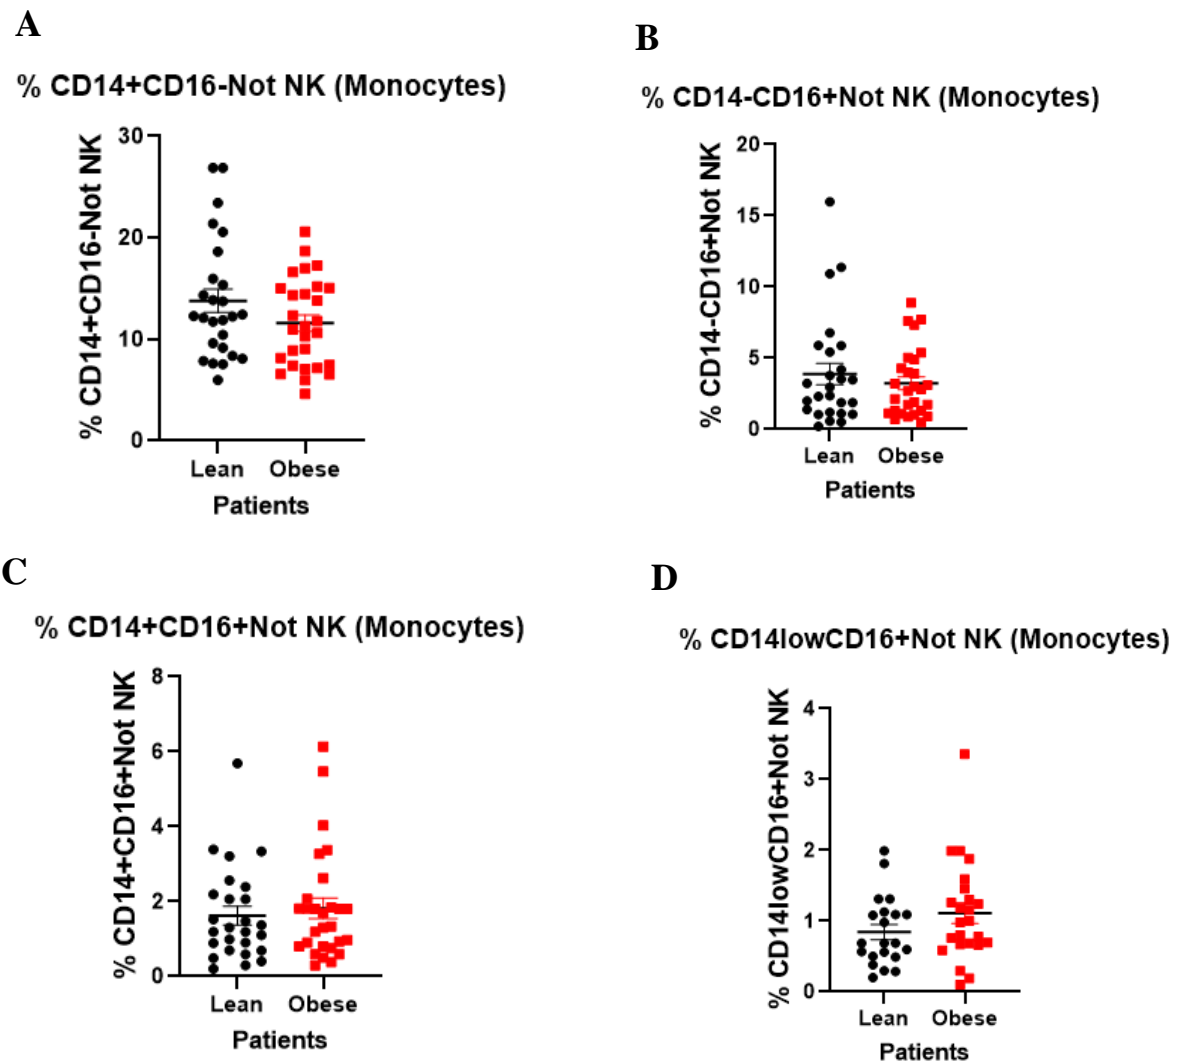 A
% CD14+CD16-Not NK (Monocytes)
% CD14+CD16-Not NK
30
20
10
0
Lean
Obese
Patients
B
% CD14-CD16+Not NK (Monocytes)
% CD14-CD16+Not NK
20
15
10
5
0
Lean
Obese
Patients
C
% CD14+CD16+Not NK (Monocytes)
% CD14+CD16+Not NK
8
6
4
2
0
Lean
Obese
Patients
D
% CD14lowCD16+Not NK (Monocytes)
% CD14lowCD16+Not NK
4
3
2
1
0
Lean
Obese
Patients